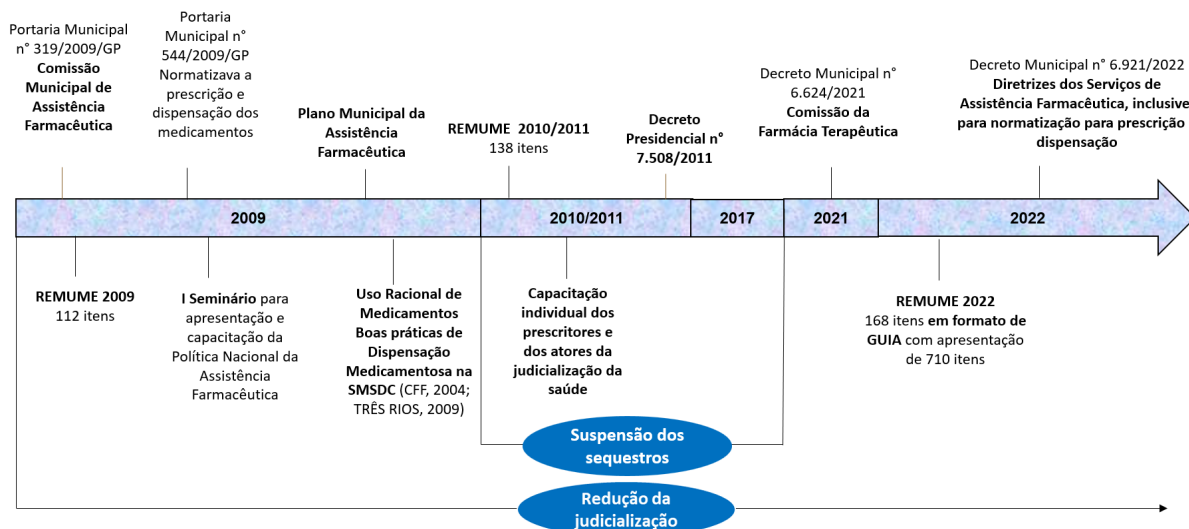 Portaria Municipal
n° 319/2009/GP
Comissão
Municipal de
Assistência
Farmacêutica
Portaria
Municipal n°
544/2009/GP
Normatizava a
prescrição e
dispensação dos
medicamentos
Plano Municipal da
Assistência
Farmacêutica
REMUME 2010/2011
138 itens
Decreto
Presidencial n°
7.508/2011
Decreto Municipal n°
6.624/2021
Comissão da
Farmácia Terapêutica
Decreto Municipal n° 6.921/2022
Diretrizes dos Serviços de
Assistência Farmacêutica, inclusive
para normatização para prescrição
dispensação
2009
2010/2011
2017
2021
2022
REMUME 2009
112 itens
I Seminário para
apresentação e
capacitação da
Política Nacional da
Assistência
Farmacêutica
Uso Racional de
Medicamentos
Boas práticas de
Dispensação
Medicamentosa na
SMSDC (CFF, 2004;
TRÊS RIOS, 2009)
Capacitação
individual dos
prescritores e
dos atores da
judicialização da
saúde
REMUME 2022
168 itens em formato de
GUIA com apresentação
de 710 itens
Suspensão dos
sequestros
Redução da
judicialização